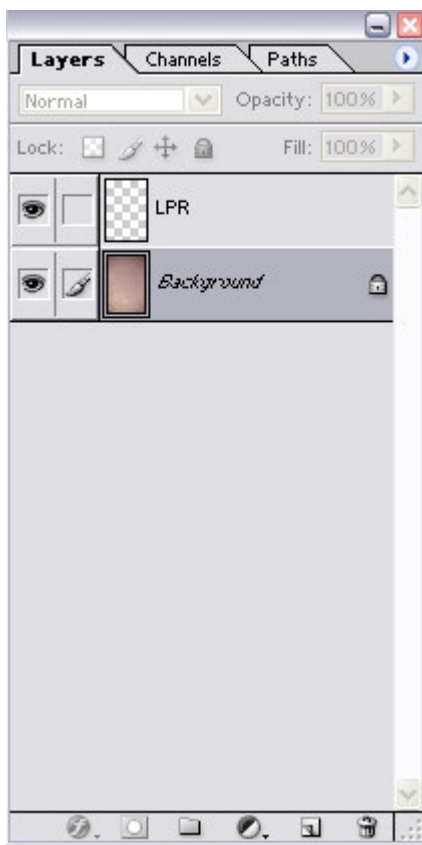 Layers Channels Paths
Normal Opacity: 100%
Lock: Fill: 100%
LPR
Background